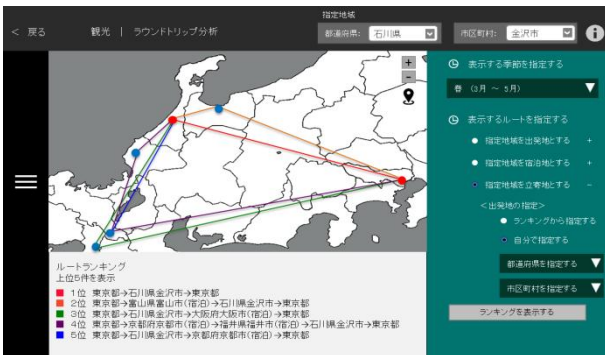 指定地域
< 戻る
観光 | ラウンドトリップ分析
都道府県: 石川県
市区町村: 金沢市
i
+
-
表示する季節を指定する
春 (3月 ～ 5月)
表示するルートを指定する
指定地域を出発地とする +
指定地域を宿泊地とする +
指定地域を立寄地とする -
<出発地の指定>
ランキングから指定する
自分で指定する
都道府県を指定する
市区町村を指定する
ランキングを表示する
ルートランキング
上位5件を表示
1位 東京都→石川県金沢市→東京都
2位 東京都→富山県富山市(宿泊)→石川県金沢市→東京都
3位 東京都→石川県金沢市→大阪府大阪市(宿泊)→東京都
4位 東京都→京都府京都市(宿泊)→福井県福井市(宿泊)→石川県金沢市→東京都
5位 東京都→石川県金沢市→京都府京都市(宿泊)→東京都